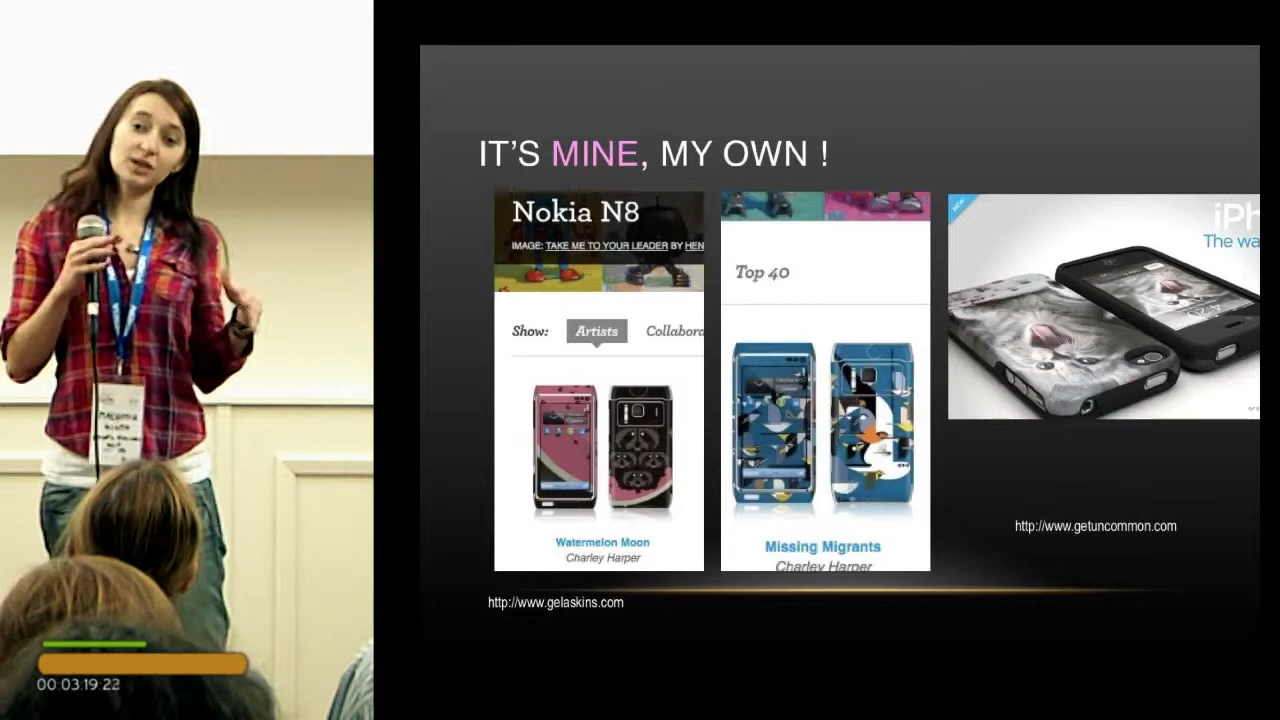 IT'S MINE, MY OWN !
Nokia N8
IMAGE: TAKE ME TO YOUR LEADER BY HEN
Show: Artists Collabora
Watermelon Moon
Charley Harper
Top 40
Missing Migrants
Charley Harper
NEW
iPh
The wa
http://www.getuncommon.com
http://www.gelaskins.com
00:03:19:22